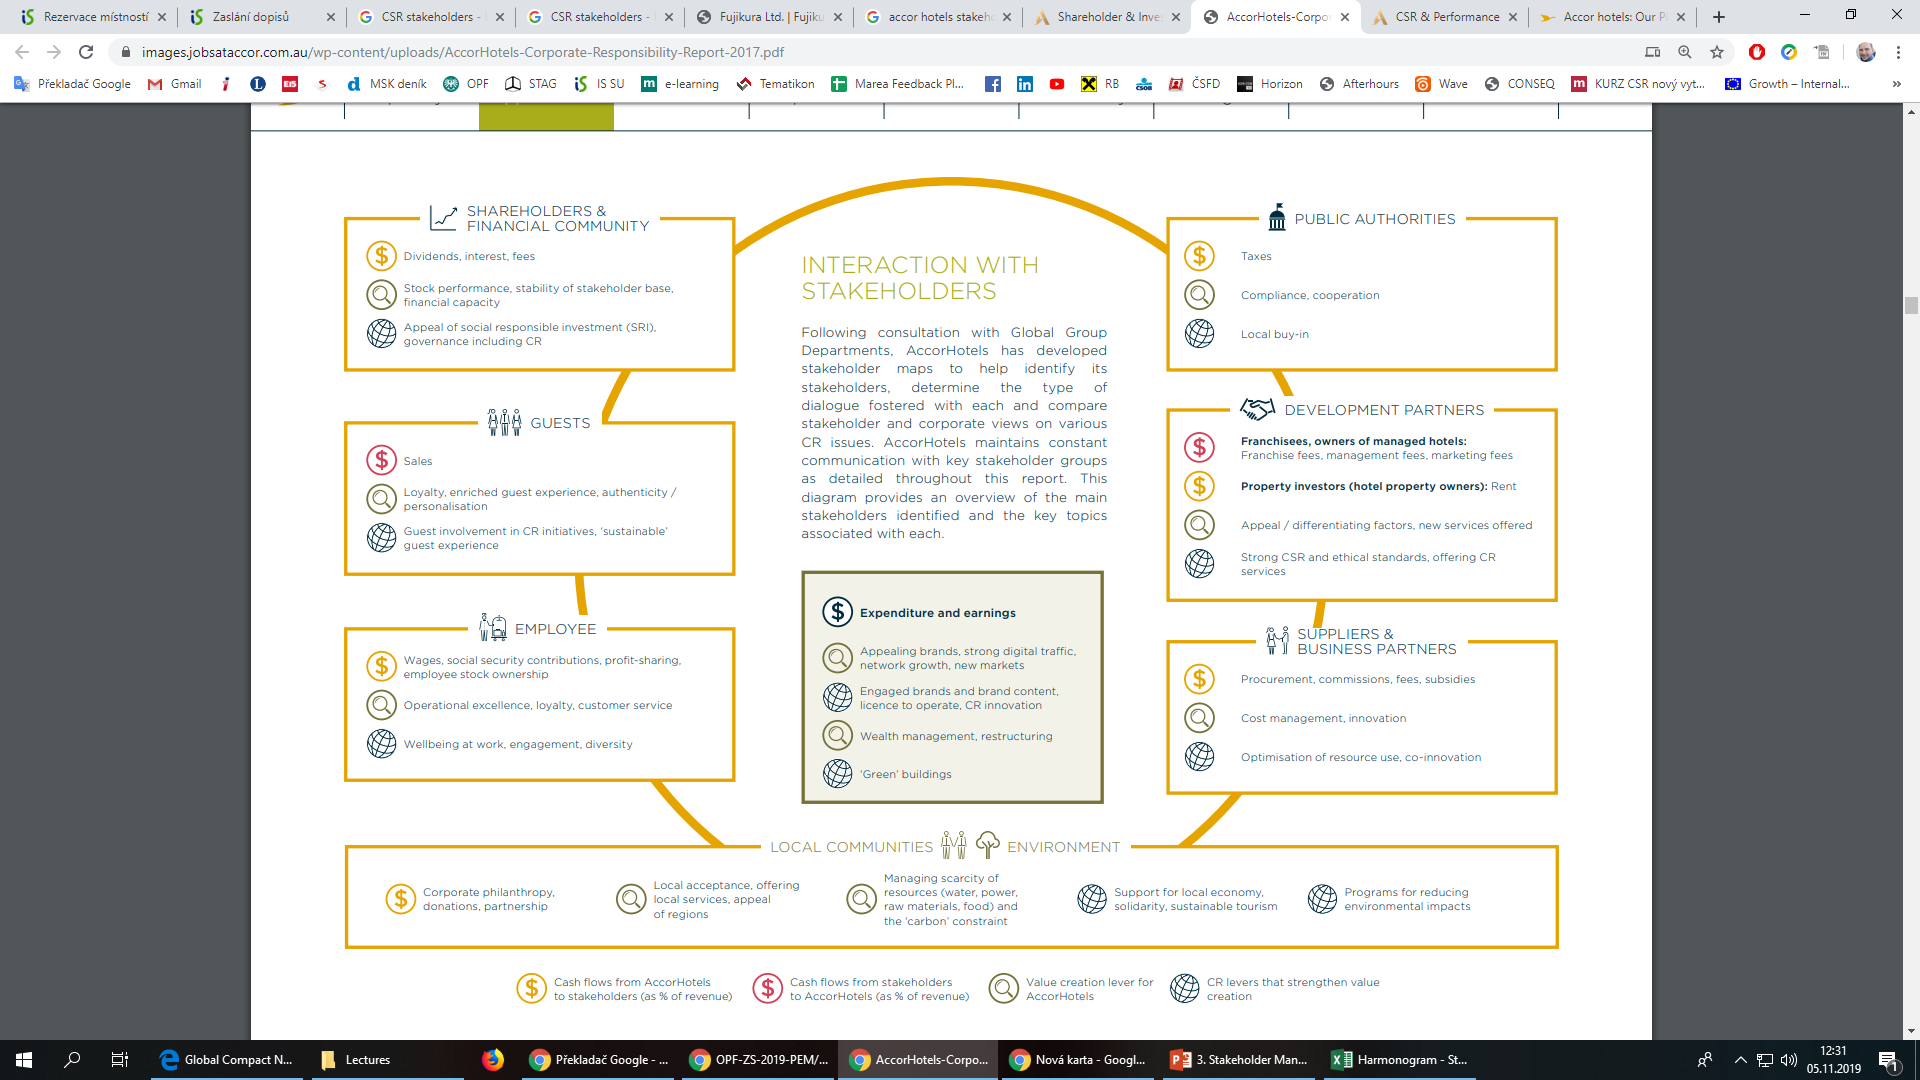 Rezervace místností
Zaslání dopisů
CSR stakeholders -
CSR stakeholders -
Fujikura Ltd. | Fujiku
accor hotels stakeh
Shareholder & Inve
AccorHotels-Corpo
CSR & Performance
Accor hotels: Our P
images.jobsataccor.com.au/wp-content/uploads/AccorHotels-Corporate-Responsibility-Report-2017.pdf
Překladač Google
Gmail
MSK deník
OPF
STAG
IS SU
e-learning
Tematikon
Marea Feedback Pl...
RB
ČSFD
Horizon
Afterhours
Wave
CONSEQ
KURZ CSR nový vyt...
Growth – Internal...
»
SHAREHOLDERS &
FINANCIAL COMMUNITY
Dividends, interest, fees
Stock performance, stability of stakeholder base,
financial capacity
Appeal of social responsible investment (SRI),
governance including CR
GUESTS
Sales
Loyalty, enriched guest experience, authenticity /
personalisation
Guest involvement in CR initiatives, ‘sustainable’
guest experience
EMPLOYEE
Wages, social security contributions, profit-sharing,
employee stock ownership
Operational excellence, loyalty, customer service
Wellbeing at work, engagement, diversity
INTERACTION WITH
STAKEHOLDERS
Following consultation with Global Group
Departments, AccorHotels has developed
stakeholder maps to help identify its
stakeholders, determine the type of
dialogue fostered with each and compare
stakeholder and corporate views on various
CR issues. AccorHotels maintains constant
communication with key stakeholder groups
as detailed throughout this report. This
diagram provides an overview of the main
stakeholders identified and the key topics
associated with each.
Expenditure and earnings
Appealing brands, strong digital traffic,
network growth, new markets
Engaged brands and brand content,
licence to operate, CR innovation
Wealth management, restructuring
‘Green’ buildings
PUBLIC AUTHORITIES
Taxes
Compliance, cooperation
Local buy-in
DEVELOPMENT PARTNERS
Franchisees, owners of managed hotels:
Franchise fees, management fees, marketing fees
Property investors (hotel property owners): Rent
Appeal / differentiating factors, new services offered
Strong CSR and ethical standards, offering CR
services
SUPPLIERS &
BUSINESS PARTNERS
Procurement, commissions, fees, subsidies
Cost management, innovation
Optimisation of resource use, co-innovation
LOCAL COMMUNITIES ENVIRONMENT
Corporate philanthropy,
donations, partnership
Local acceptance, offering
local services, appeal
of regions
Managing scarcity of
resources (water, power,
raw materials, food) and
the ‘carbon’ constraint
Support for local economy,
solidarity, sustainable tourism
Programs for reducing
environmental impacts
Cash flows from AccorHotels
to stakeholders (as % of revenue)
Cash flows from stakeholders
to AccorHotels (as % of revenue)
Value creation lever for
AccorHotels
CR levers that strengthen value
creation
Global Compact N...
Lectures
Překladač Google - ...
OPF-ZS-2019-PEM/...
AccorHotels-Corpo...
Nová karta - Googl...
3. Stakeholder Man...
Harmonogram - St...
12:31
05.11.2019
1